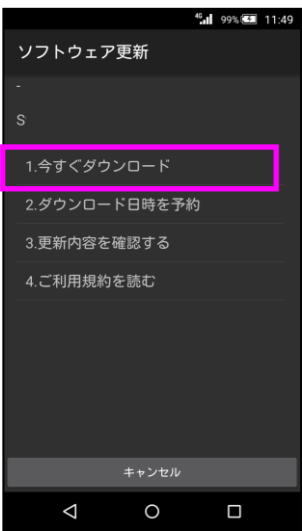 4G 99% 11:49
ソフトウェア更新
-
S
1.今すぐダウンロード
2.ダウンロード日時を予約
3.更新内容を確認する
4.ご利用規約を読む
キャンセル